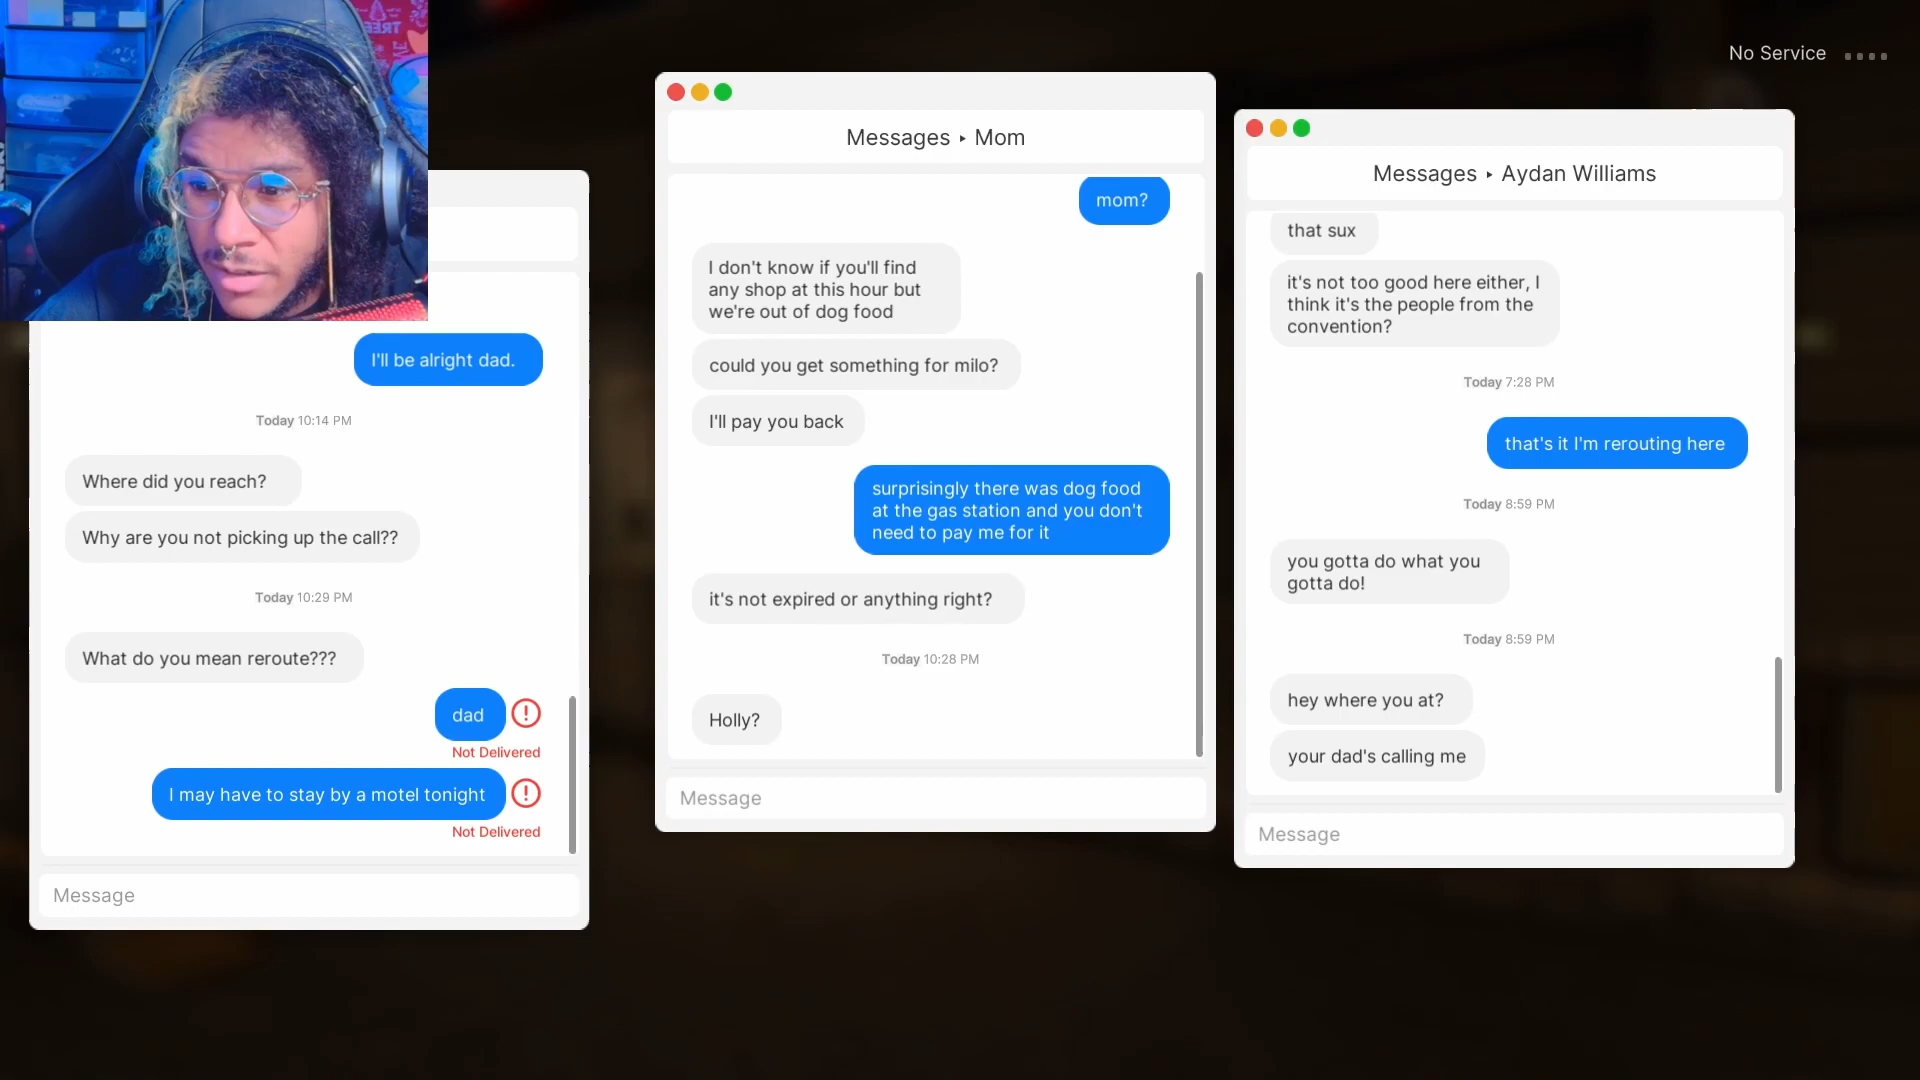 TREE
No Service
I'll be alright dad.
Today 10:14 PM
Where did you reach?
Why are you not picking up the call??
Today 10:29 PM
What do you mean reroute???
dad
Not Delivered
I may have to stay by a motel tonight
Not Delivered
Message
Messages ▸ Mom
mom?
I don't know if you'll find
any shop at this hour but
we're out of dog food
could you get something for milo?
I'll pay you back
surprisingly there was dog food
at the gas station and you don't
need to pay me for it
it's not expired or anything right?
Today 10:28 PM
Holly?
Message
Messages ▸ Aydan Williams
that sux
it's not too good here either, I
think it's the people from the
convention?
Today 7:28 PM
that's it I'm rerouting here
Today 8:59 PM
you gotta do what you
gotta do!
Today 8:59 PM
hey where you at?
your dad's calling me
Message